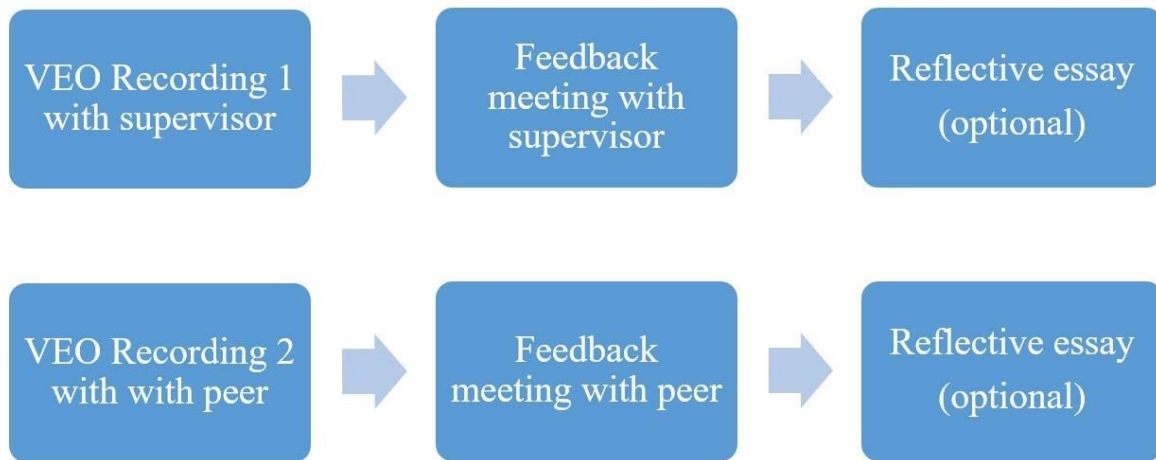 VEO Recording 1
with supervisor
Feedback
meeting with
supervisor
Reflective essay
(optional)
VEO Recording 2
with with peer
Feedback
meeting with peer
Reflective essay
(optional)